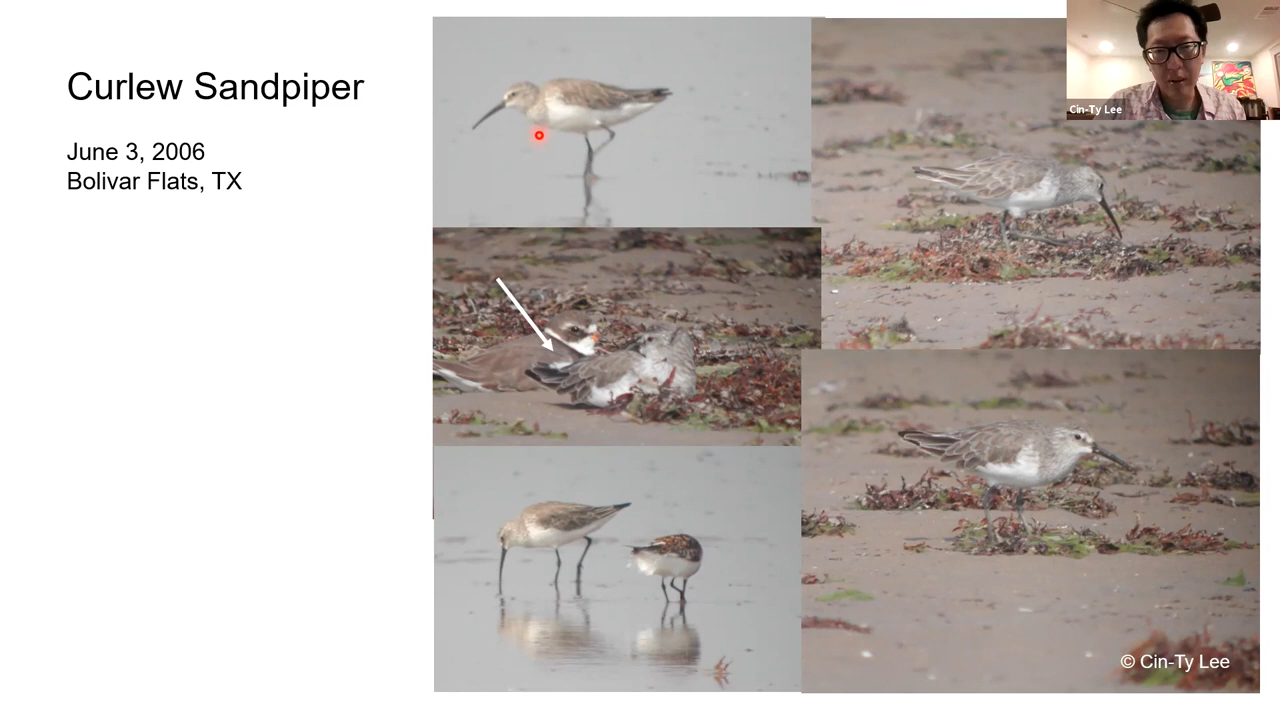 Curlew Sandpiper
June 3, 2006
Bolivar Flats, TX
Cin-Ty Lee
© Cin-Ty Lee